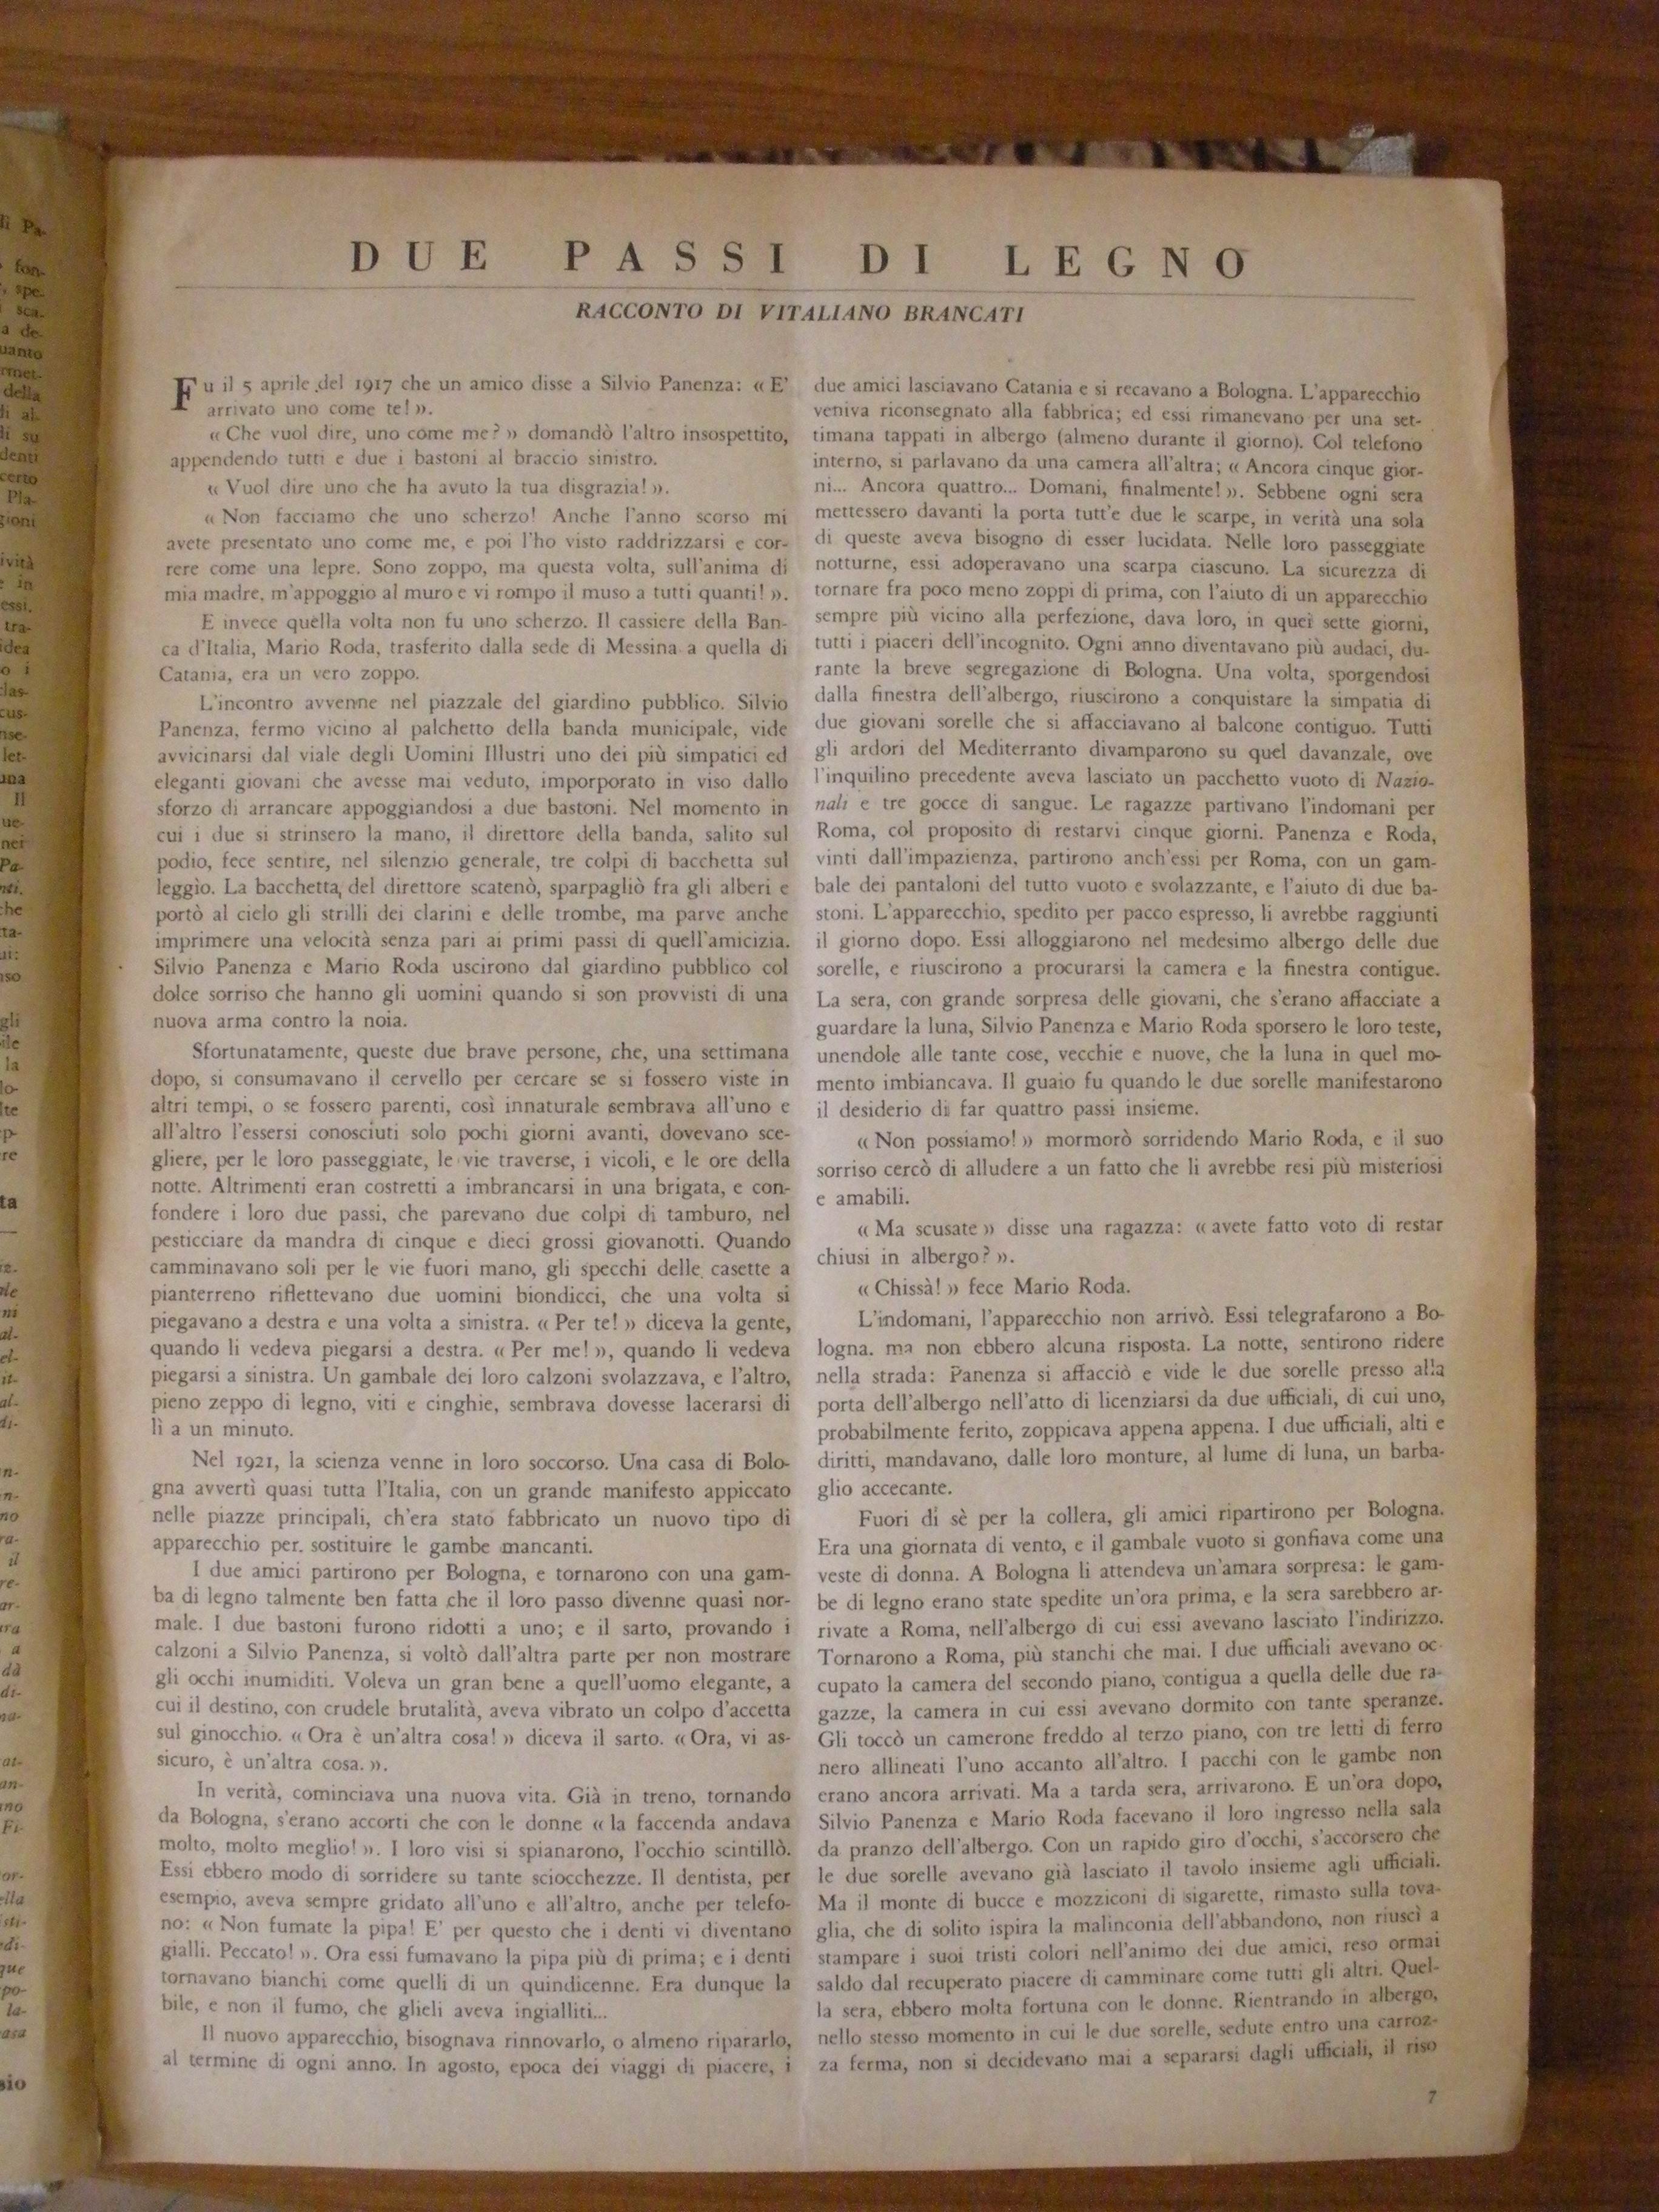 DUE PASSI DI LEGNO
RACCONTO DI VITALIANO BRANCATI
Fu il 5 aprile del 1917 che un amico disse a Silvio Panenza: « E'
arrivato uno come te! ».
« Che vuol dire, uno come me? » domandò l'altro insospettito,
appendendo tutti e due i bastoni al braccio sinistro.
« Vuol dire uno che ha avuto la tua disgrazia! ».
« Non facciamo che uno scherzo! Anche l'anno scorso mi
avete presentato uno come me, e poi l'ho visto raddrizzarsi e cor-
rere come una lepre. Sono zoppo, ma questa volta, sull'anima di
mia madre, m'appoggio al muro e vi rompo il muso a tutti quanti! ».
E invece quella volta non fu uno scherzo. Il cassiere della Ban-
ca d'Italia, Mario Roda, trasferito dalla sede di Messina a quella di
Catania, era un vero zoppo.
L'incontro avvenne nel piazzale del giardino pubblico. Silvio
Panenza, fermo vicino al palchetto della banda municipale, vide
avvicinarsi dal viale degli Uomini Illustri uno dei più simpatici ed
eleganti giovani che avesse mai veduto, imporporato in viso dallo
sforzo di arrancare appoggiandosi a due bastoni. Nel momento in
cui i due si strinsero la mano, il direttore della banda, salito sul
podio, fece sentire, nel silenzio generale, tre colpi di bacchetta sul
leggio. La bacchetta del direttore scatenò, sparpagliò fra gli alberi e
portò al cielo gli strilli dei clarini e delle trombe, ma parve anche
imprimere una velocità senza pari ai primi passi di quell'amicizia.
Silvio Panenza e Mario Roda uscirono dal giardino pubblico col
dolce sorriso che hanno gli uomini quando si son provvisti di una
nuova arma contro la noia.
Sfortunatamente, queste due brave persone, che, una settimana
dopo, si consumavano il cervello per cercare se si fossero viste in
altri tempi, o se fossero parenti, così innaturale sembrava all'uno e
all'altro l'essersi conosciuti solo pochi giorni avanti, dovevano sce-
gliere, per le loro passeggiate, le vie traverse, i vicoli, e le ore della
notte. Altrimenti eran costretti a imbrancarsi in una brigata, e con-
fondere i loro due passi, che parevano due colpi di tamburo, nel
pesticciare da mandra di cinque e dieci grossi giovanotti. Quando
camminavano soli per le vie fuori mano, gli specchi delle casette a
pianterreno riflettevano due uomini biondicci, che una volta si
piegavano a destra e una volta a sinistra. « Per te! » diceva la gente,
quando li vedeva piegarsi a destra. « Per me! », quando li vedeva
piegarsi a sinistra. Un gambale dei loro calzoni svolazzava, e l'altro,
pieno zeppo di legno, viti e cinghie, sembrava dovesse lacerarsi di
lì a un minuto.
Nel 1921, la scienza venne in loro soccorso. Una casa di Bolo-
gna avvertì quasi tutta l'Italia, con un grande manifesto appiccato
nelle piazze principali, ch'era stato fabbricato un nuovo tipo di
apparecchio per. sostituire le gambe mancanti.
I due amici partirono per Bologna, e tornarono con una gam-
ba di legno talmente ben fatta che il loro passo divenne quasi nor-
male. I due bastoni furono ridotti a uno; e il sarto, provando i
calzoni a Silvio Panenza, si voltò dall'altra parte per non mostrare
gli occhi inumiditi. Voleva un gran bene a quell'uomo elegante, a
cui il destino, con crudele brutalità, aveva vibrato un colpo d'accetta
sul ginocchio. « Ora è un'altra cosa! » diceva il sarto. « Ora, vi as-
sicuro, è un'altra cosa. ».
In verità, cominciava una nuova vita. Già in treno, tornando
da Bologna, s'erano accorti che con le donne « la faccenda andava
molto, molto meglio! ». I loro visi si spianarono, l'occhio scintillò.
Essi ebbero modo di sorridere su tante sciocchezze. Il dentista, per
esempio, aveva sempre gridato all'uno e all'altro, anche per telefo-
no: « Non fumate la pipa! E' per questo che i denti vi diventano
gialli. Peccato! ». Ora essi fumavano la pipa più di prima; e i denti
tornavano bianchi come quelli di un quindicenne. Era dunque la
bile, e non il fumo, che glieli aveva ingialliti...
Il nuovo apparecchio, bisognava rinnovarlo, o almeno ripararlo,
al termine di ogni anno. In agosto, epoca dei viaggi di piacere, i
due amici lasciavano Catania e si recavano a Bologna. L'apparecchio
veniva riconsegnato alla fabbrica; ed essi rimanevano per una set-
timana tappati in albergo (almeno durante il giorno). Col telefono
interno, si parlavano da una camera all'altra; « Ancora cinque gior-
ni... Ancora quattro... Domani, finalmente! ». Sebbene ogni sera
mettessero davanti la porta tutt'e due le scarpe, in verità una sola
di queste aveva bisogno di esser lucidata. Nelle loro passeggiate
notturne, essi adoperavano una scarpa ciascuno. La sicurezza di
tornare fra poco meno zoppi di prima, con l'aiuto di un apparecchio
sempre più vicino alla perfezione, dava loro, in quei sette giorni,
tutti i piaceri dell'incognito. Ogni anno diventavano più audaci, du-
rante la breve segregazione di Bologna. Una volta, sporgendosi
dalla finestra dell'albergo, riuscirono a conquistare la simpatia di
due giovani sorelle che si affacciavano al balcone contiguo. Tutti
gli ardori del Mediterranto divamparono su quel davanzale, ove
l'inquilino precedente aveva lasciato un pacchetto vuoto di Nazio-
nali e tre gocce di sangue. Le ragazze partivano l'indomani per
Roma, col proposito di restarvi cinque giorni. Panenza e Roda,
vinti dall'impazienza, partirono anch'essi per Roma, con un gam-
bale dei pantaloni del tutto vuoto e svolazzante, e l'aiuto di due ba-
stoni. L'apparecchio, spedito per pacco espresso, li avrebbe raggiunti
il giorno dopo. Essi alloggiarono nel medesimo albergo delle due
sorelle, e riuscirono a procurarsi la camera e la finestra contigue.
La sera, con grande sorpresa delle giovani, che s'erano affacciate a
guardare la luna, Silvio Panenza e Mario Roda sporsero le loro teste,
unendole alle tante cose, vecchie e nuove, che la luna in quel mo-
mento imbiancava. Il guaio fu quando le due sorelle manifestarono
il desiderio di far quattro passi insieme.
« Non possiamo! » mormorò sorridendo Mario Roda, e il suo
sorriso cercò di alludere a un fatto che li avrebbe resi più misteriosi
e amabili.
« Ma scusate » disse una ragazza: « avete fatto voto di restar
chiusi in albergo? ».
« Chissà! » fece Mario Roda.
L'indomani, l'apparecchio non arrivò. Essi telegrafarono a Bo-
logna. ma non ebbero alcuna risposta. La notte, sentirono ridere
nella strada: Panenza si affacciò e vide le due sorelle presso alla
porta dell'albergo nell'atto di licenziarsi da due ufficiali, di cui uno,
probabilmente ferito, zoppicava appena appena. I due ufficiali, alti e
diritti, mandavano, dalle loro monture, al lume di luna, un barba-
glio accecante.
Fuori di sè per la collera, gli amici ripartirono per Bologna.
Era una giornata di vento, e il gambale vuoto si gonfiava come una
veste di donna. A Bologna li attendeva un'amara sorpresa: le gam-
be di legno erano state spedite un'ora prima, e la sera sarebbero ar-
rivate a Roma, nell'albergo di cui essi avevano lasciato l'indirizzo.
Tornarono a Roma, più stanchi che mai. I due ufficiali avevano oc-
cupato la camera del secondo piano, contigua a quella delle due ra-
gazze, la camera in cui essi avevano dormito con tante speranze.
Gli toccò un camerone freddo al terzo piano, con tre letti di ferro
nero allineati l'uno accanto all'altro. I pacchi con le gambe non
erano ancora arrivati. Ma a tarda sera, arrivarono. E un'ora dopo,
Silvio Panenza e Mario Roda facevano il loro ingresso nella sala
da pranzo dell'albergo. Con un rapido giro d'occhi, s'accorsero che
le due sorelle avevano già lasciato il tavolo insieme agli ufficiali.
Ma il monte di bucce e mozziconi di sigarette, rimasto sulla tova-
glia, che di solito ispira la malinconia dell'abbandono, non riuscì a
stampare i suoi tristi colori nell'animo dei due amici, reso ormai
saldo dal recuperato piacere di camminare come tutti gli altri. Quel-
la sera, ebbero molta fortuna con le donne. Rientrando in albergo,
nello stesso momento in cui le due sorelle, sedute entro una carroz-
za ferma, non si decidevano mai a separarsi dagli ufficiali, il riso
7